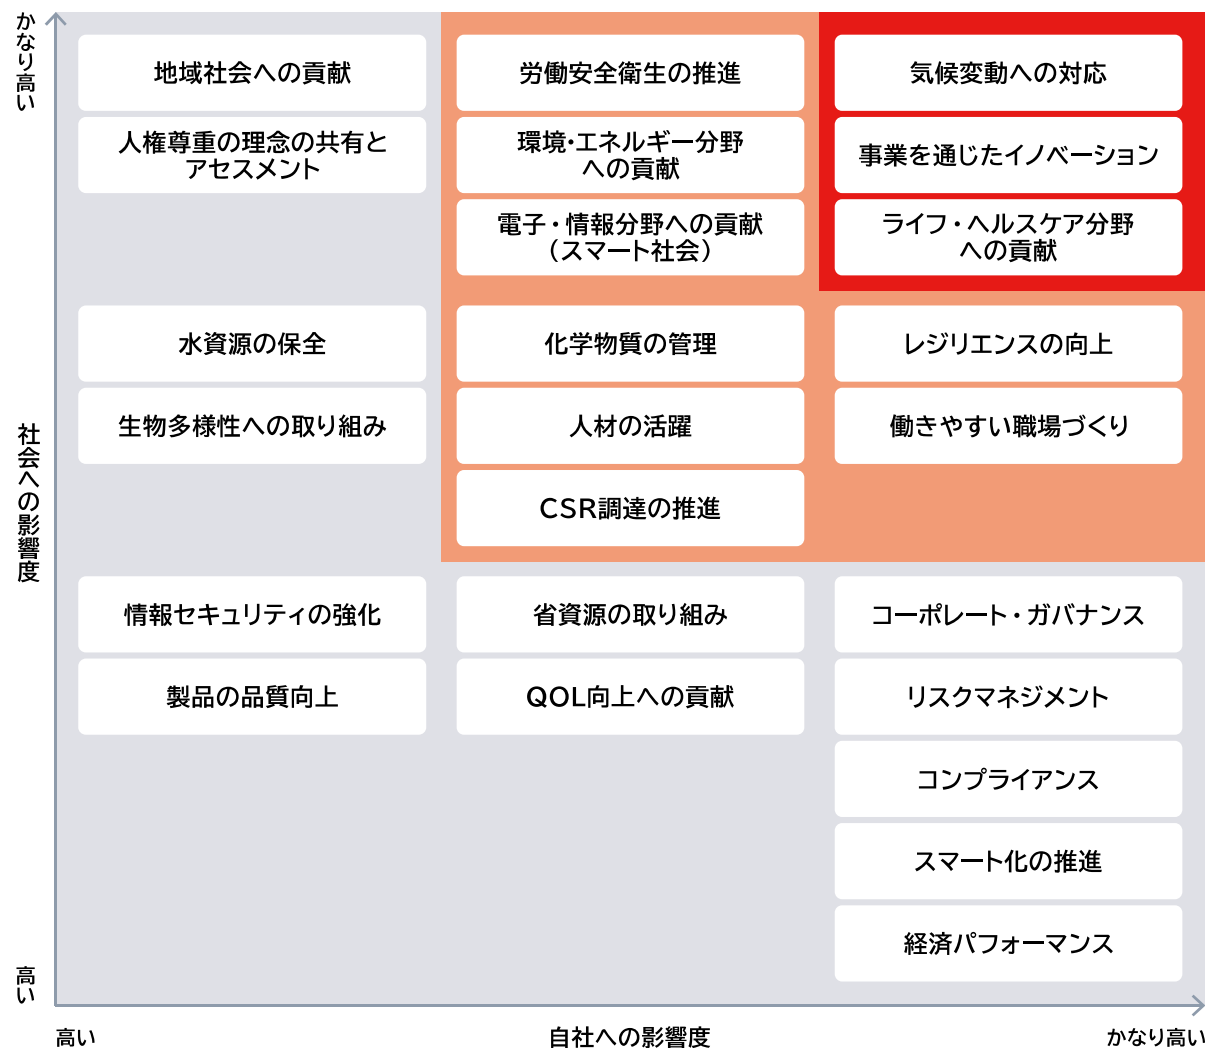 かなり高い
社会への影響度
高い
地域社会への貢献
労働安全衛生の推進
気候変動への対応
人権尊重の理念の共有と
アセスメント
環境・エネルギー分野
への貢献
事業を通じたイノベーション
電子・情報分野への貢献
（スマート社会）
ライフ・ヘルスケア分野
への貢献
水資源の保全
化学物質の管理
レジリエンスの向上
生物多様性への取り組み
人材の活躍
働きやすい職場づくり
CSR調達の推進
情報セキュリティの強化
省資源の取り組み
コーポレート・ガバナンス
製品の品質向上
QOL向上への貢献
リスクマネジメント
コンプライアンス
スマート化の推進
経済パフォーマンス
高い
自社への影響度
かなり高い